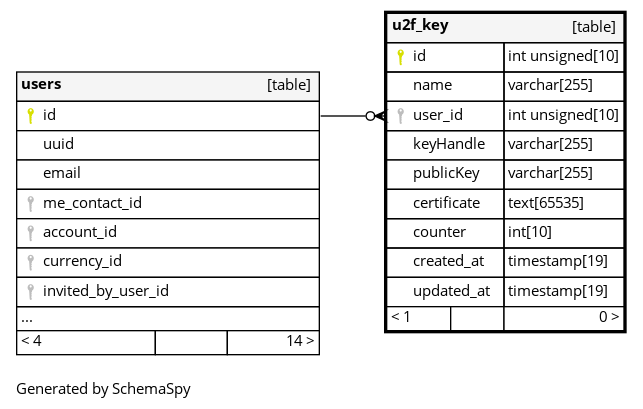 users [table]
id
uuid
email
me_contact_id
account_id
currency_id
invited_by_user_id
...
< 4 14 >
u2f_key [table]
id int unsigned[10]
name varchar[255]
user_id int unsigned[10]
keyHandle varchar[255]
publicKey varchar[255]
certificate text[65535]
counter int[10]
created_at timestamp[19]
updated_at timestamp[19]
< 1 0 >
Generated by SchemaSpy